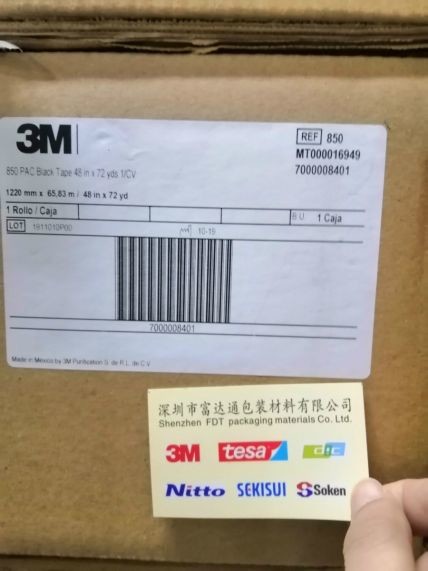 3M
REF 850
MT000016949
7000008401
850 PAC Black Tape 48 in x 72 yds 1/CV
1220 mm x 65,83 m / 48 in x 72 yd
1 Rollo / Caja
B.U. 1 Caja
LOT 1911010P00
10-19
7000008401
Made in Mexico by 3M Purification S. de R.L. de C.V
深圳市富达通包装材料有限公司
Shenzhen FDT packaging materials Co. Ltd.
3M tesa dic
Nitto SEKISUI Soken